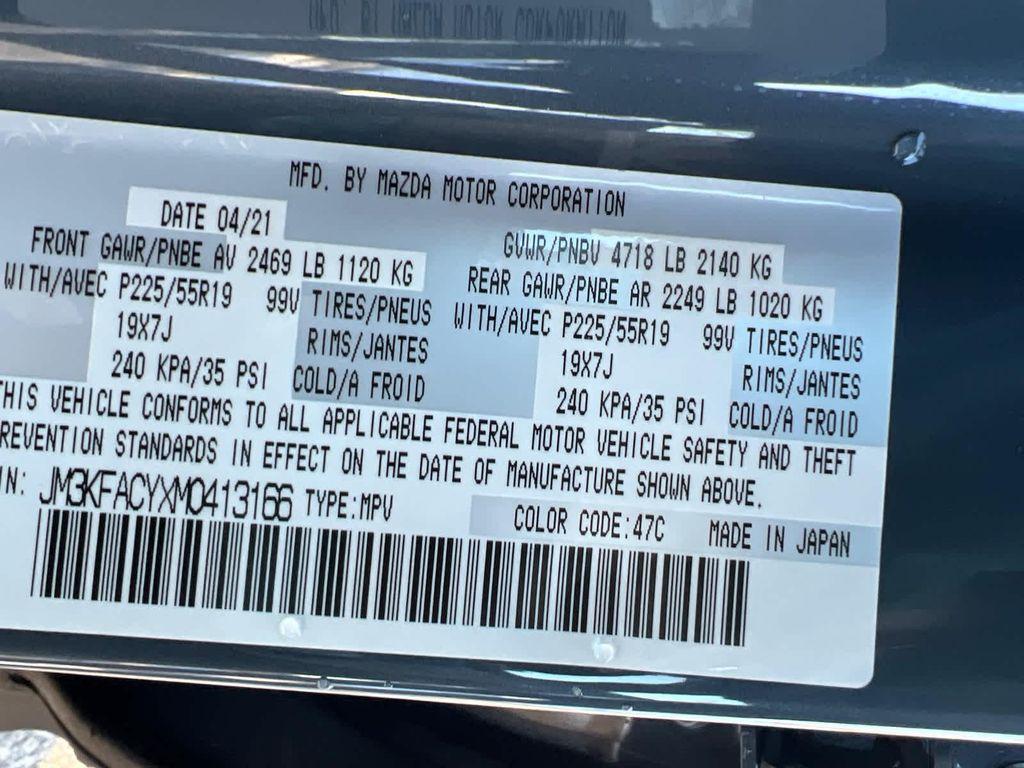 MFD. BY MAZDA MOTOR CORPORATION
DATE 04/21
GVWR/PNBV 4718 LB 2140 KG
FRONT GAWR/PNBE AV 2469 LB 1120 KG
REAR GAWR/PNBE AR 2249 LB 1020 KG
WITH/AVEC P225/55R19 99V TIRES/PNEUS
WITH/AVEC P225/55R19 99V TIRES/PNEUS
19X7J RIMS/JANTES
19X7J RIMS/JANTES
240 KPA/35 PSI COLD/A FROID
240 KPA/35 PSI COLD/A FROID
THIS VEHICLE CONFORMS TO ALL APPLICABLE FEDERAL MOTOR VEHICLE SAFETY AND THEFT
REVENTION STANDARDS IN EFFECT ON THE DATE OF MANUFACTURE SHOWN ABOVE.
IN: JM3KFACYXM0413166 TYPE:MPV
COLOR CODE:47C MADE IN JAPAN